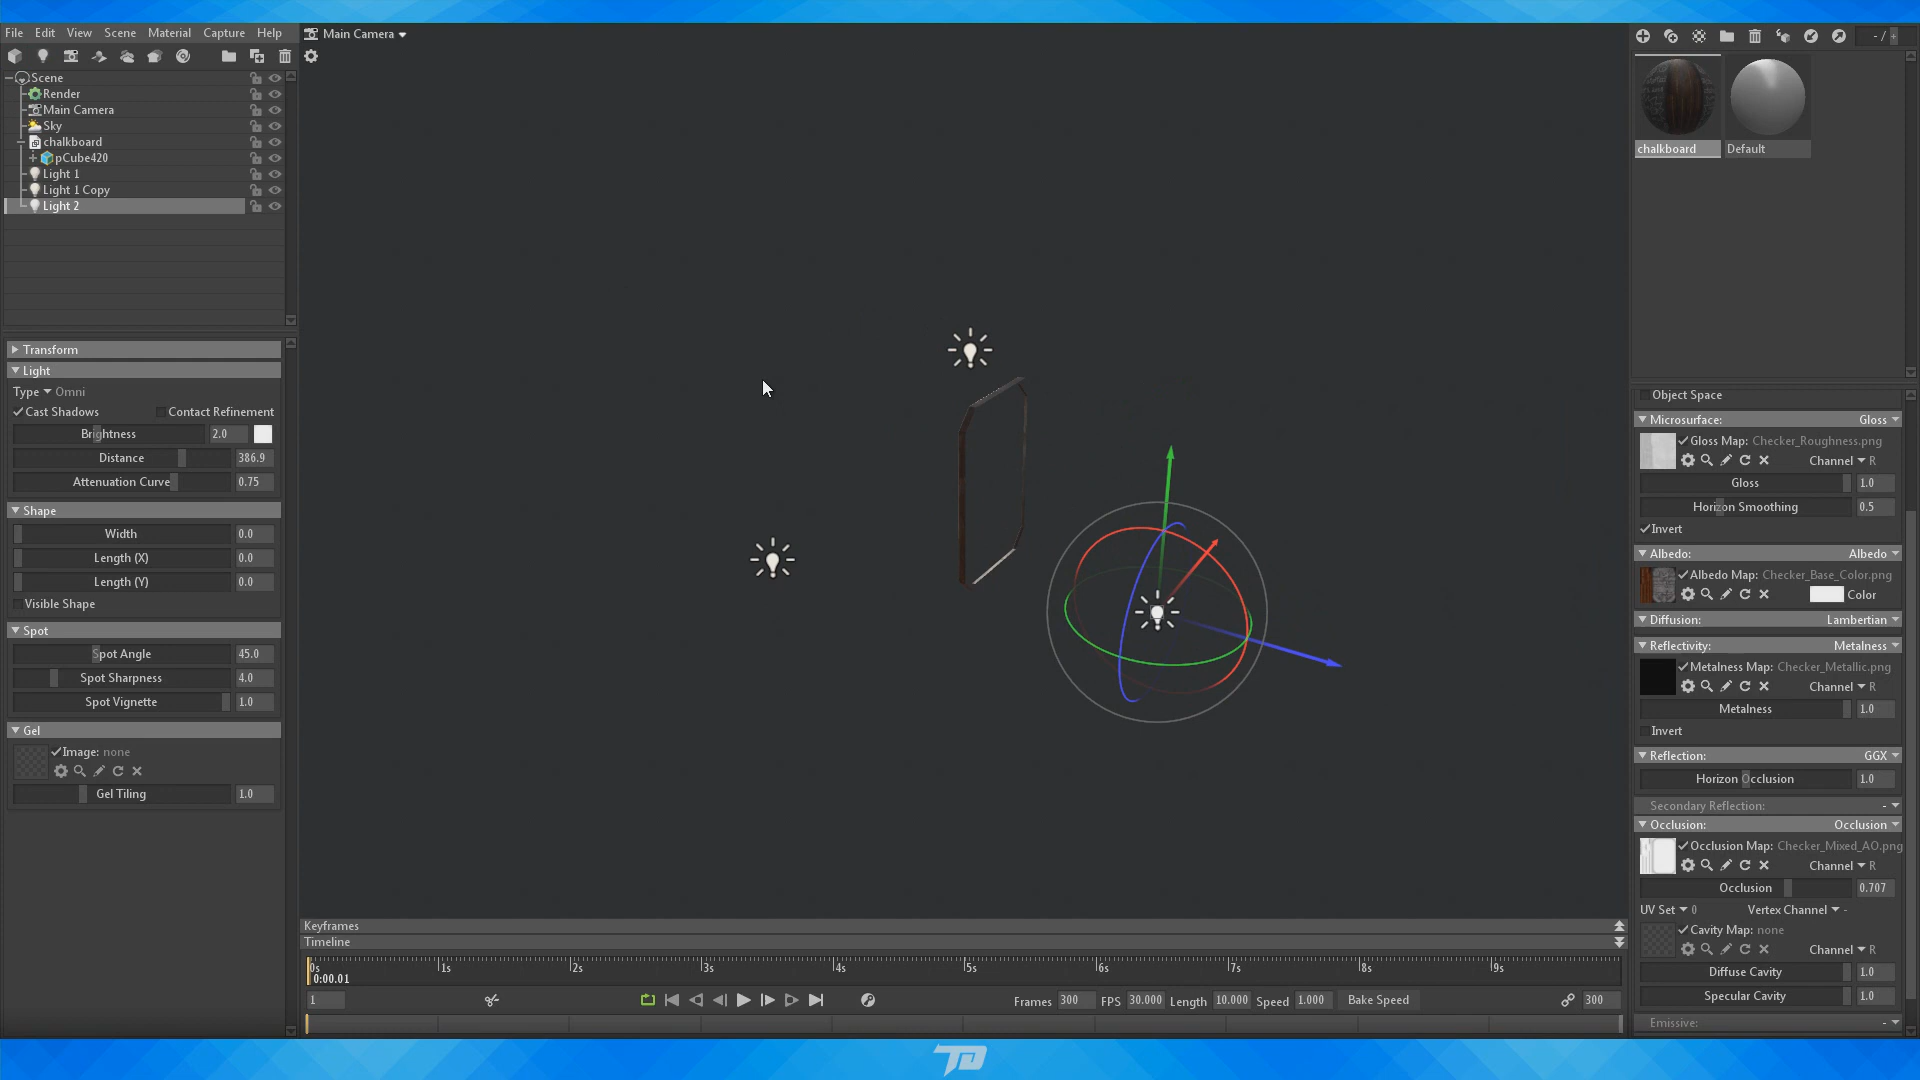 File Edit View Scene Material Capture Help
Main Camera
- / +
Scene
Render
Main Camera
Sky
chalkboard
pCube420
Light 1
Light 1 Copy
Light 2
chalkboard
Default
Transform
Light
Type Omni
Cast Shadows Contact Refinement
Brightness 2.0
Distance 386.9
Attenuation Curve 0.75
Shape
Width 0.0
Length (X) 0.0
Length (Y) 0.0
Visible Shape
Spot
Spot Angle 45.0
Spot Sharpness 4.0
Spot Vignette 1.0
Gel
Image: none
Gel Tiling 1.0
Object Space
Microsurface: Gloss
Gloss Map: Checker_Roughness.png
Channel R
Gloss 1.0
Horizon Smoothing 0.5
Invert
Albedo: Albedo
Albedo Map: Checker_Base_Color.png
Color
Diffusion: Lambertian
Reflectivity: Metalness
Metalness Map: Checker_Metallic.png
Channel R
Metalness 1.0
Invert
Reflection: GGX
Horizon Occlusion 1.0
Secondary Reflection: -
Occlusion: Occlusion
Occlusion Map: Checker_Mixed_AO.png
Channel R
Occlusion 0.707
UV Set 0 Vertex Channel -
Cavity Map: none
Channel R
Diffuse Cavity 1.0
Specular Cavity 1.0
Emissive: -
Keyframes
Timeline
0s 1s 2s 3s 4s 5s 6s 7s 8s 9s
0:00.01
1 Frames 300 FPS 30.000 Length 10.000 Speed 1.000 Bake Speed 300